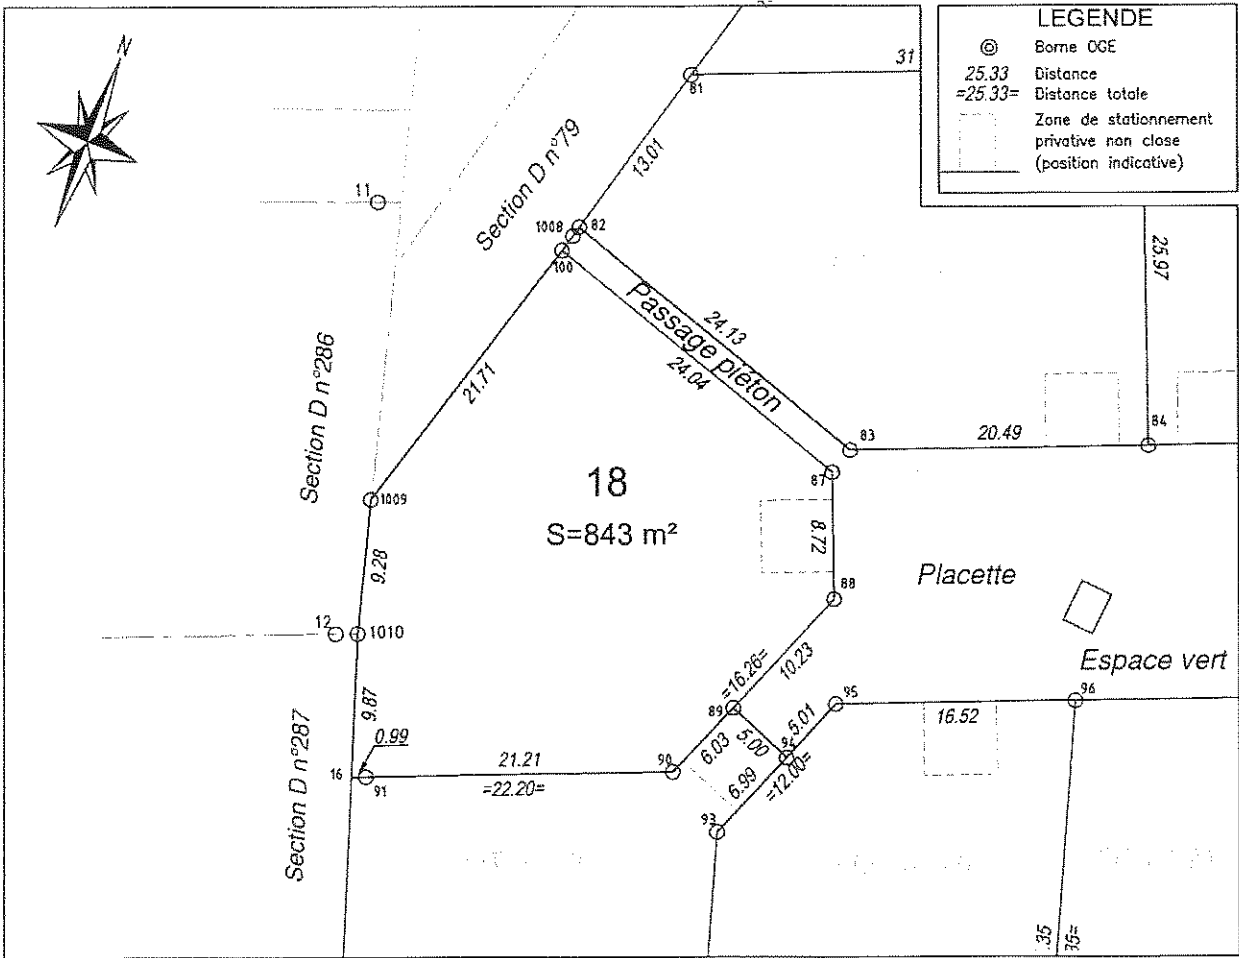 LEGENDE
Borne OGE
25.33 Distance
=25.33= Distance totale
Zone de stationnement
privative non close
(position indicative)
N
31
81
13.01
Section D n°79
11
1008
82
100
25.97
Passage piéton
24.13
24.04
21.71
Section D n°286
83
20.49
84
87
18
S=843 m²
1009
8.72
9.28
88
Placette
12
1010
10.23
=16.26=
Espace vert
9.87
89
95
96
16.52
5.01
5.00
94
6.03
0.99
16
91
21.21
=22.20=
90
6.99
=12.00=
93
Section D n°287
.35
35=